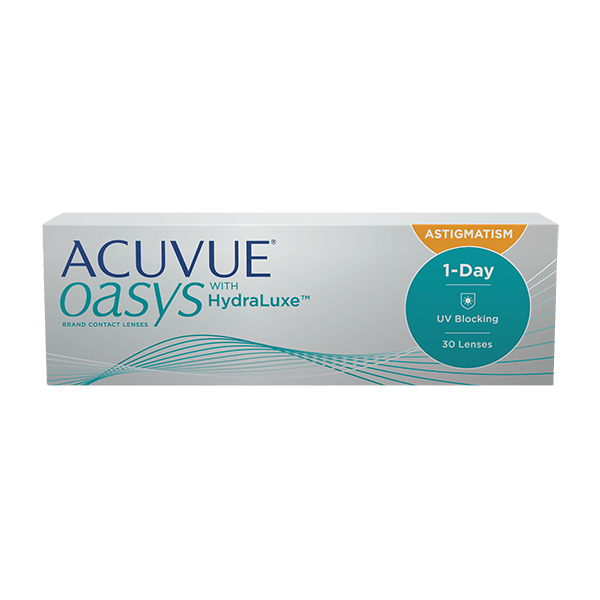 ACUVUE®
oasys WITH HydraLuxe™
BRAND CONTACT LENSES
ASTIGMATISM
1-Day
UV Blocking
30 Lenses